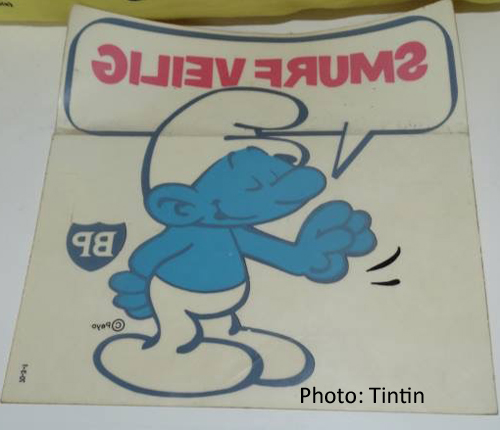 SMURF VEILIG
BP
© Peyo
Photo: Tintin